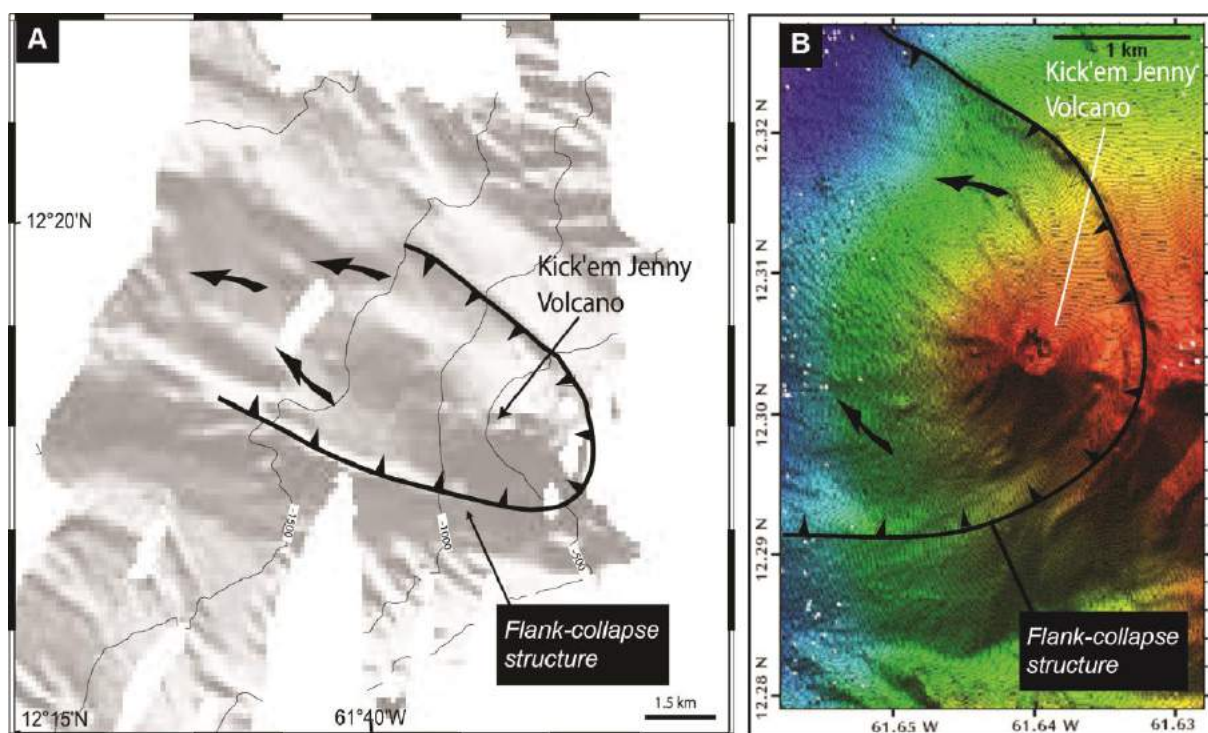 A
12°20'N
Kick'em Jenny
Volcano
-1500
-1000
-500
Flank-collapse
structure
12°15'N
61°40'W
1.5 km
B
1 km
Kick'em Jenny
Volcano
12.32 N
12.31 N
12.30 N
12.29 N
12.28 N
Flank-collapse
structure
61.65 W
61.64 W
61.63